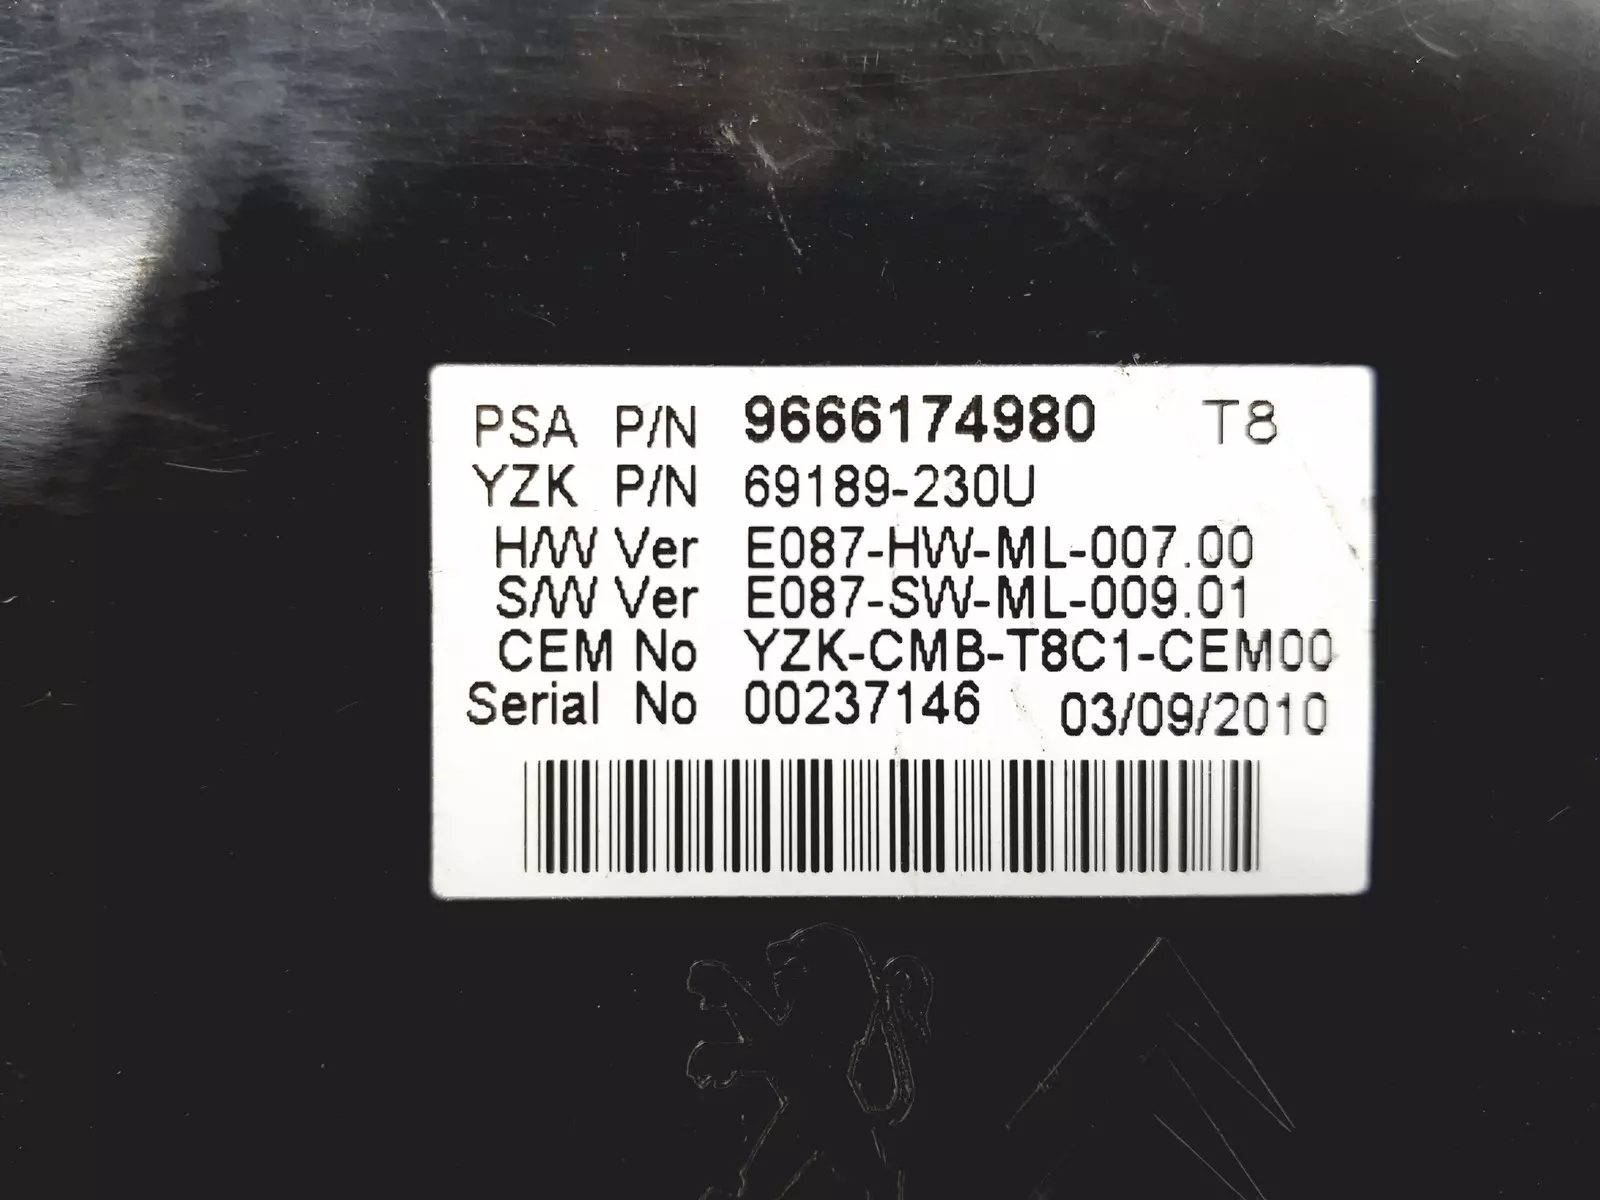 PSA P/N 9666174980 T8
YZK P/N 69189-230U
H/W Ver E087-HW-ML-007.00
S/W Ver E087-SW-ML-009.01
CEM No YZK-CMB-T8C1-CEM00
Serial No 00237146 03/09/2010